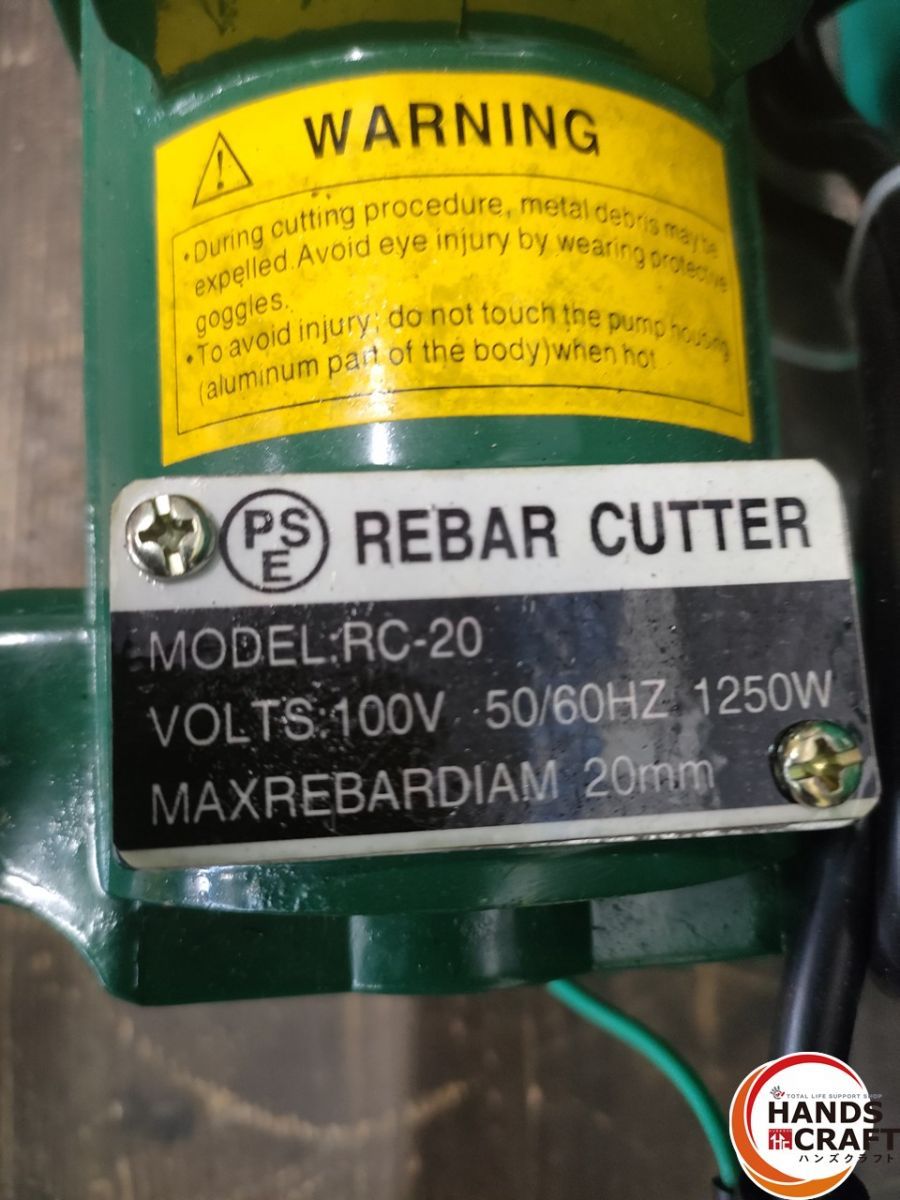 WARNING
•During cutting procedure, metal debris may be
expelled.Avoid eye injury by wearing protective
goggles.
•To avoid injury; do not touch the pump housing
(aluminum part of the body)when hot
PSE REBAR CUTTER
MODEL:RC-20
VOLTS:100V 50/60HZ 1250W
MAXREBARDIAM 20mm
TOTAL LIFE SUPPORT SHOP
HANDS
CRAFT
ハンズクラフト